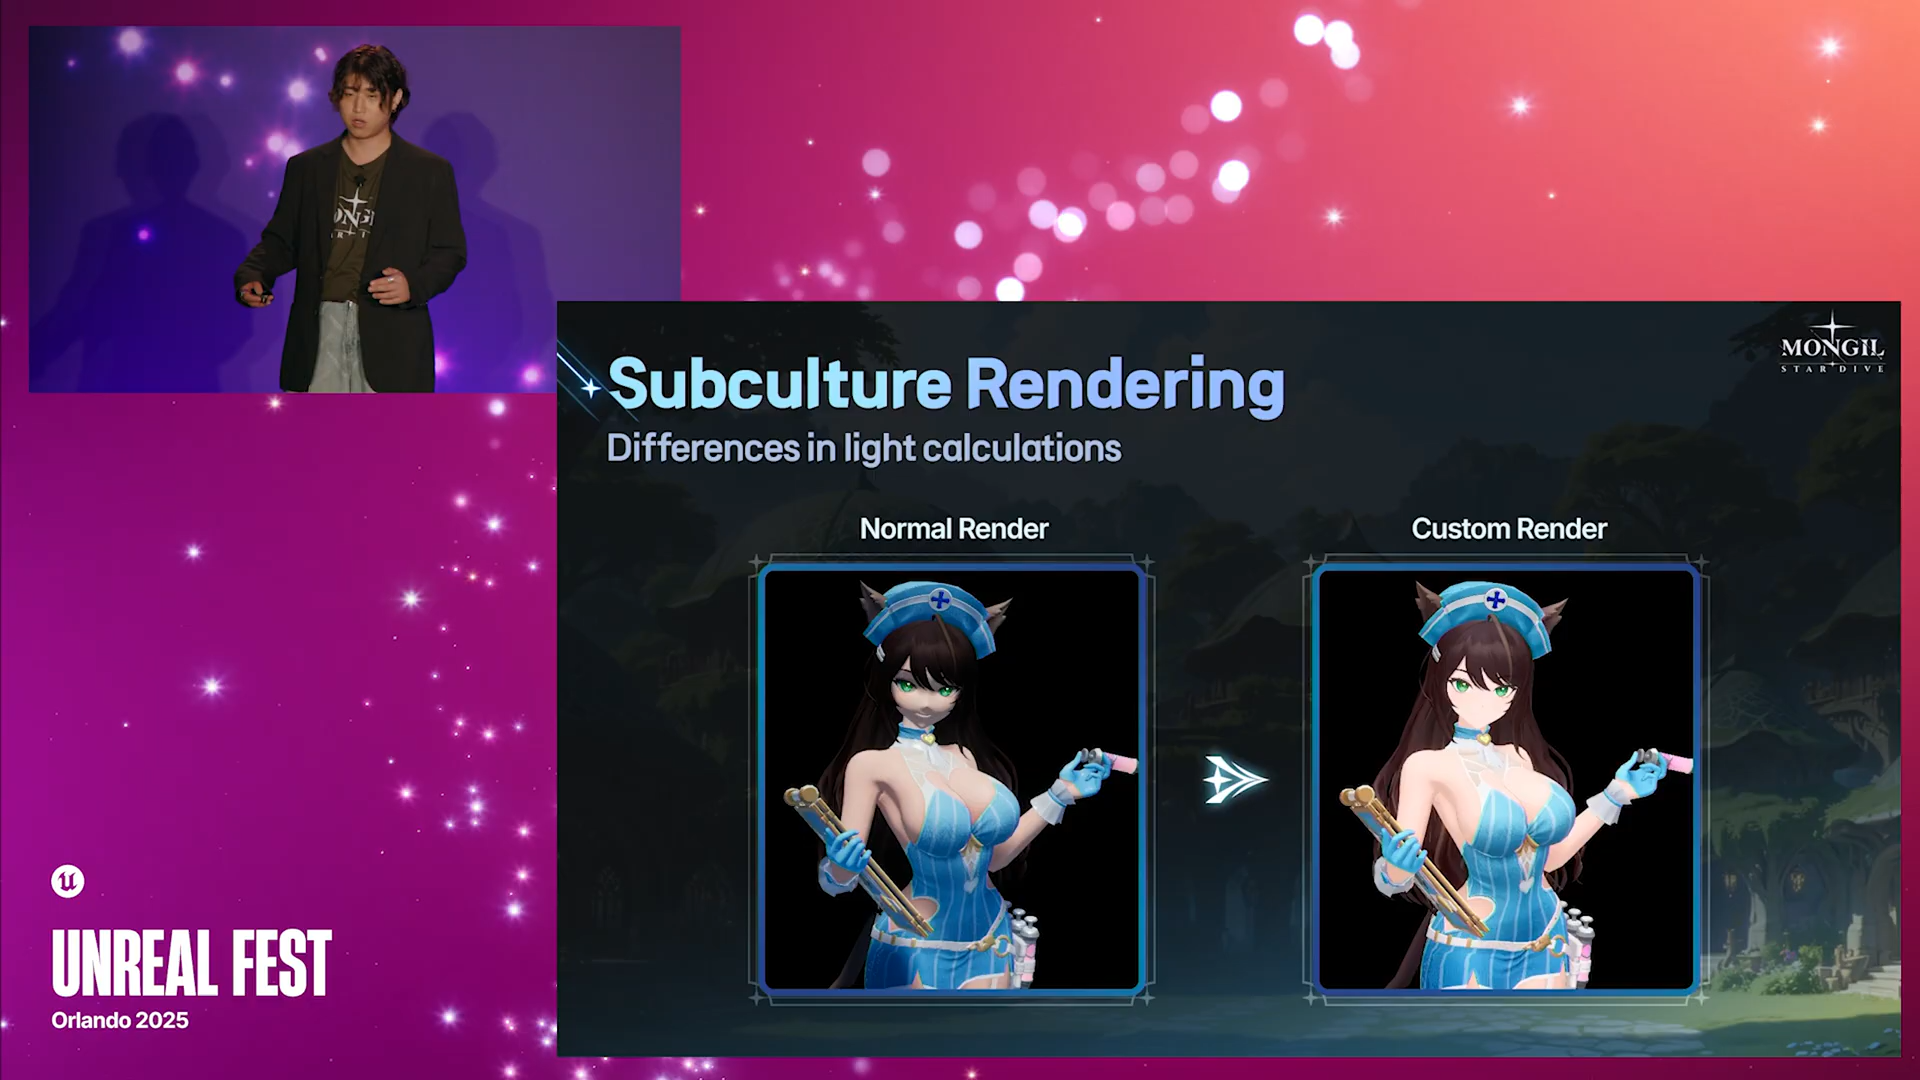 MONGIL
STAR DIVE
Subculture Rendering
Differences in light calculations
Normal Render
Custom Render
UNREAL FEST
Orlando 2025